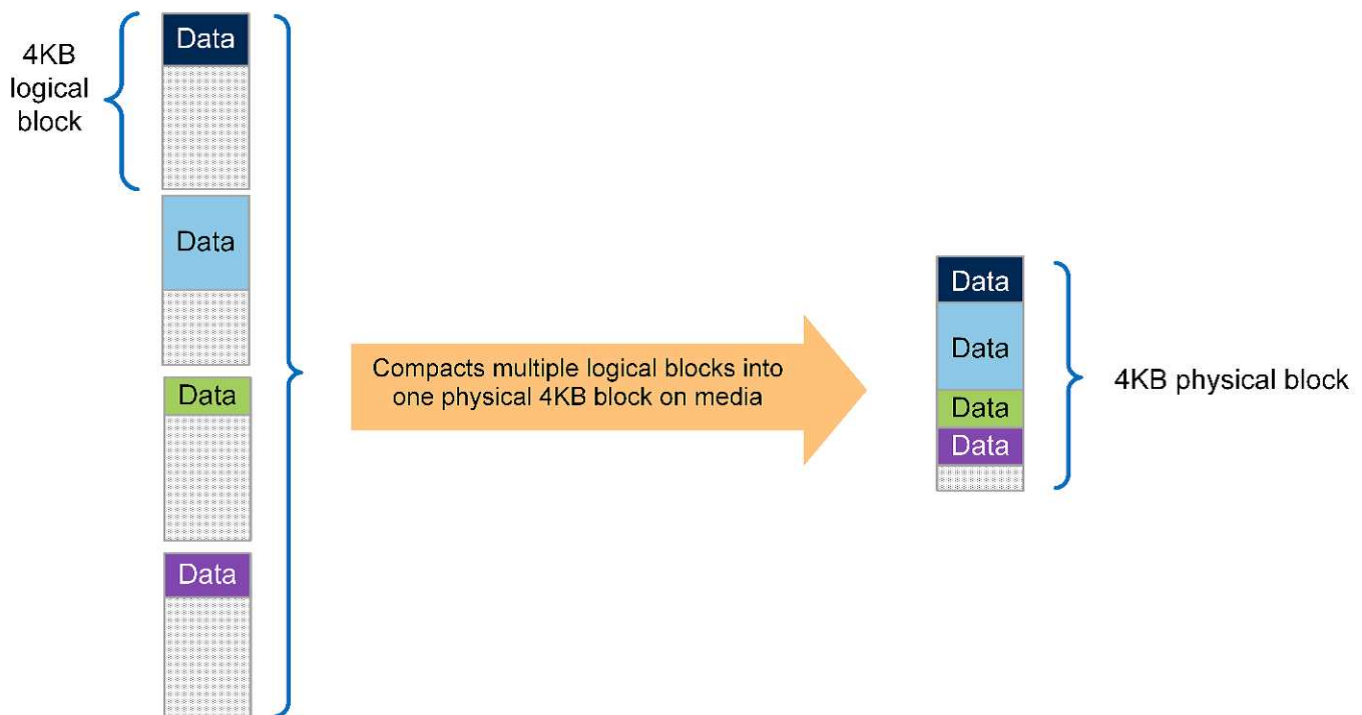 4KB
logical
block
Data
Data
Data
Data
Compacts multiple logical blocks into
one physical 4KB block on media
Data
Data
Data
Data
4KB physical block